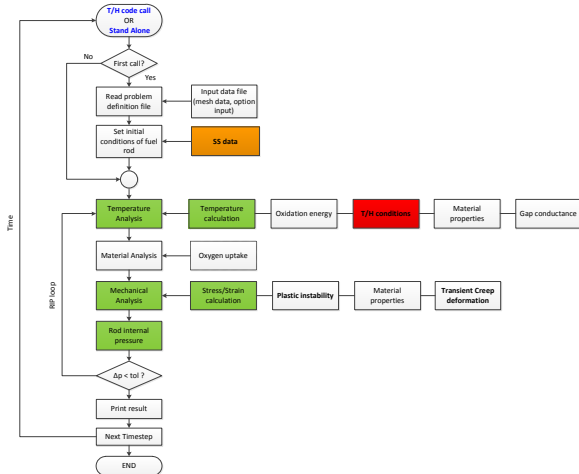 T/H code call
OR
Stand Alone
No
First call?
Yes
Read problem
definition file
Input data file
(mesh data, option
input)
Set initial
conditions of fuel
rod
SS data
Time
Temperature
Analysis
Temperature
calculation
Oxidation energy
T/H conditions
Material
properties
Gap conductance
Material Analysis
Oxygen uptake
RIP loop
Mechanical
Analysis
Stress/Strain
calculation
Plastic instability
Material
properties
Transient Creep
deformation
Rod internal
pressure
Δp < tol ?
Print result
Next Timestep
END